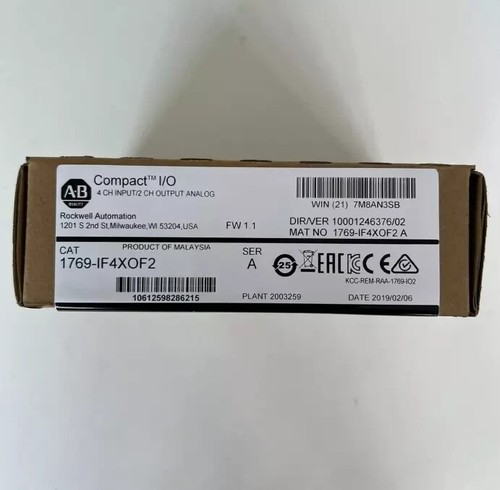 A-B
QUALITY
Compact™ I/O
4 CH INPUT/2 CH OUTPUT ANALOG
Rockwell Automation
1201 S 2nd St,Milwaukee,WI 53204,USA
FW 1.1
WIN (21) 7M8AN3SB
DIR/VER 10001246376/02
MAT NO 1769-IF4XOF2 A
PRODUCT OF MALAYSIA
CAT
1769-IF4XOF2
SER
A
10612598286215
PLANT 2003259
25
EAC
CE
KCC-REM-RAA-1769-IO2
DATE 2019/02/06